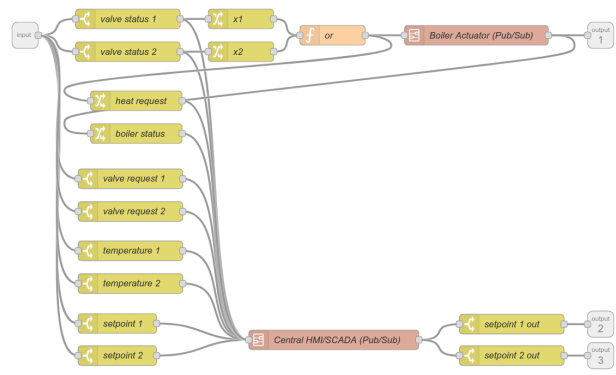 valve status 1
x1
input
or
Boiler Actuator (Pub/Sub)
output
1
valve status 2
x2
heat request
boiler status
valve request 1
valve request 2
temperature 1
temperature 2
setpoint 1
setpoint 1 out
output
2
Central HMI/SCADA (Pub/Sub)
setpoint 2
setpoint 2 out
output
3